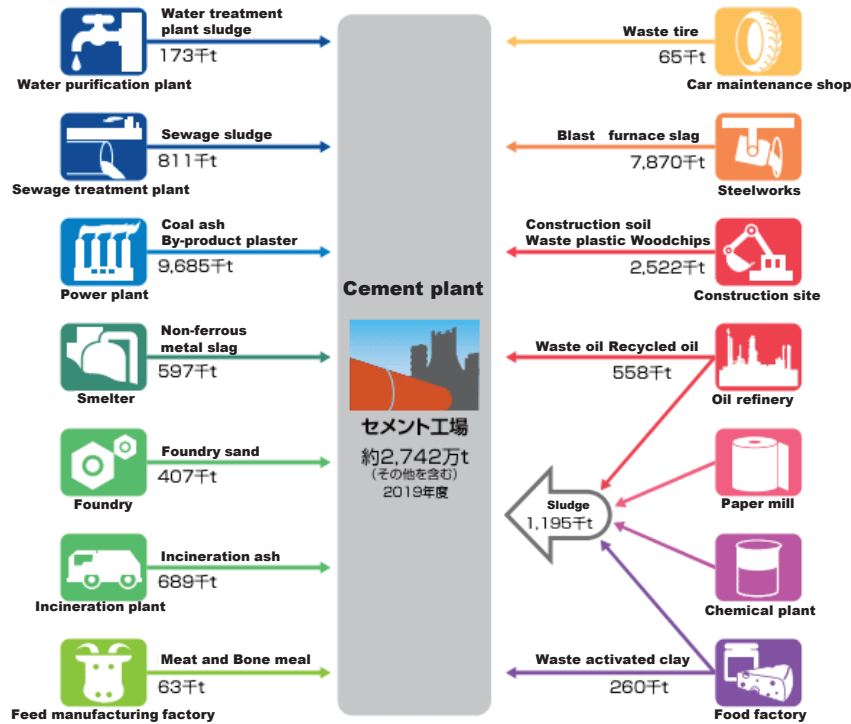 Water treatment
plant sludge
173千t
Water purification plant
Sewage sludge
811千t
Sewage treatment plant
Coal ash
By-product plaster
9,685千t
Power plant
Non-ferrous
metal slag
597千t
Smelter
Foundry sand
407千t
Foundry
Incineration ash
689千t
Incineration plant
Meat and Bone meal
63千t
Feed manufacturing factory
Cement plant
セメント工場
約2,742万t
(その他を含む)
2019年度
Waste tire
65千t
Car maintenance shop
Blast furnace slag
7,870千t
Steelworks
Construction soil
Waste plastic Woodchips
2,522千t
Construction site
Waste oil Recycled oil
558千t
Oil refinery
Sludge
1,195千t
Paper mill
Chemical plant
Waste activated clay
260千t
Food factory